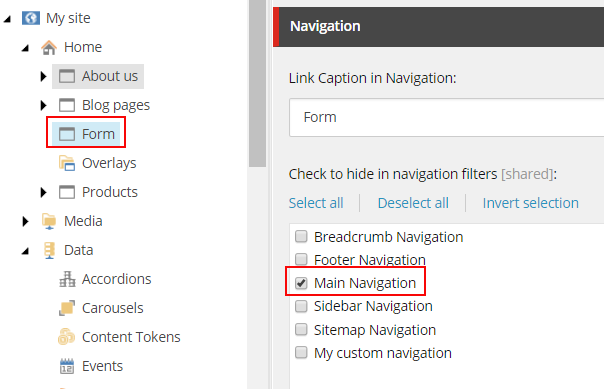 My site
Home
About us
Blog pages
Form
Overlays
Products
Media
Data
Accordions
Carousels
Content Tokens
Events
Navigation
Link Caption in Navigation:
Form
Check to hide in navigation filters [shared]:
Select all Deselect all Invert selection
Breadcrumb Navigation
Footer Navigation
Main Navigation
Sidebar Navigation
Sitemap Navigation
My custom navigation